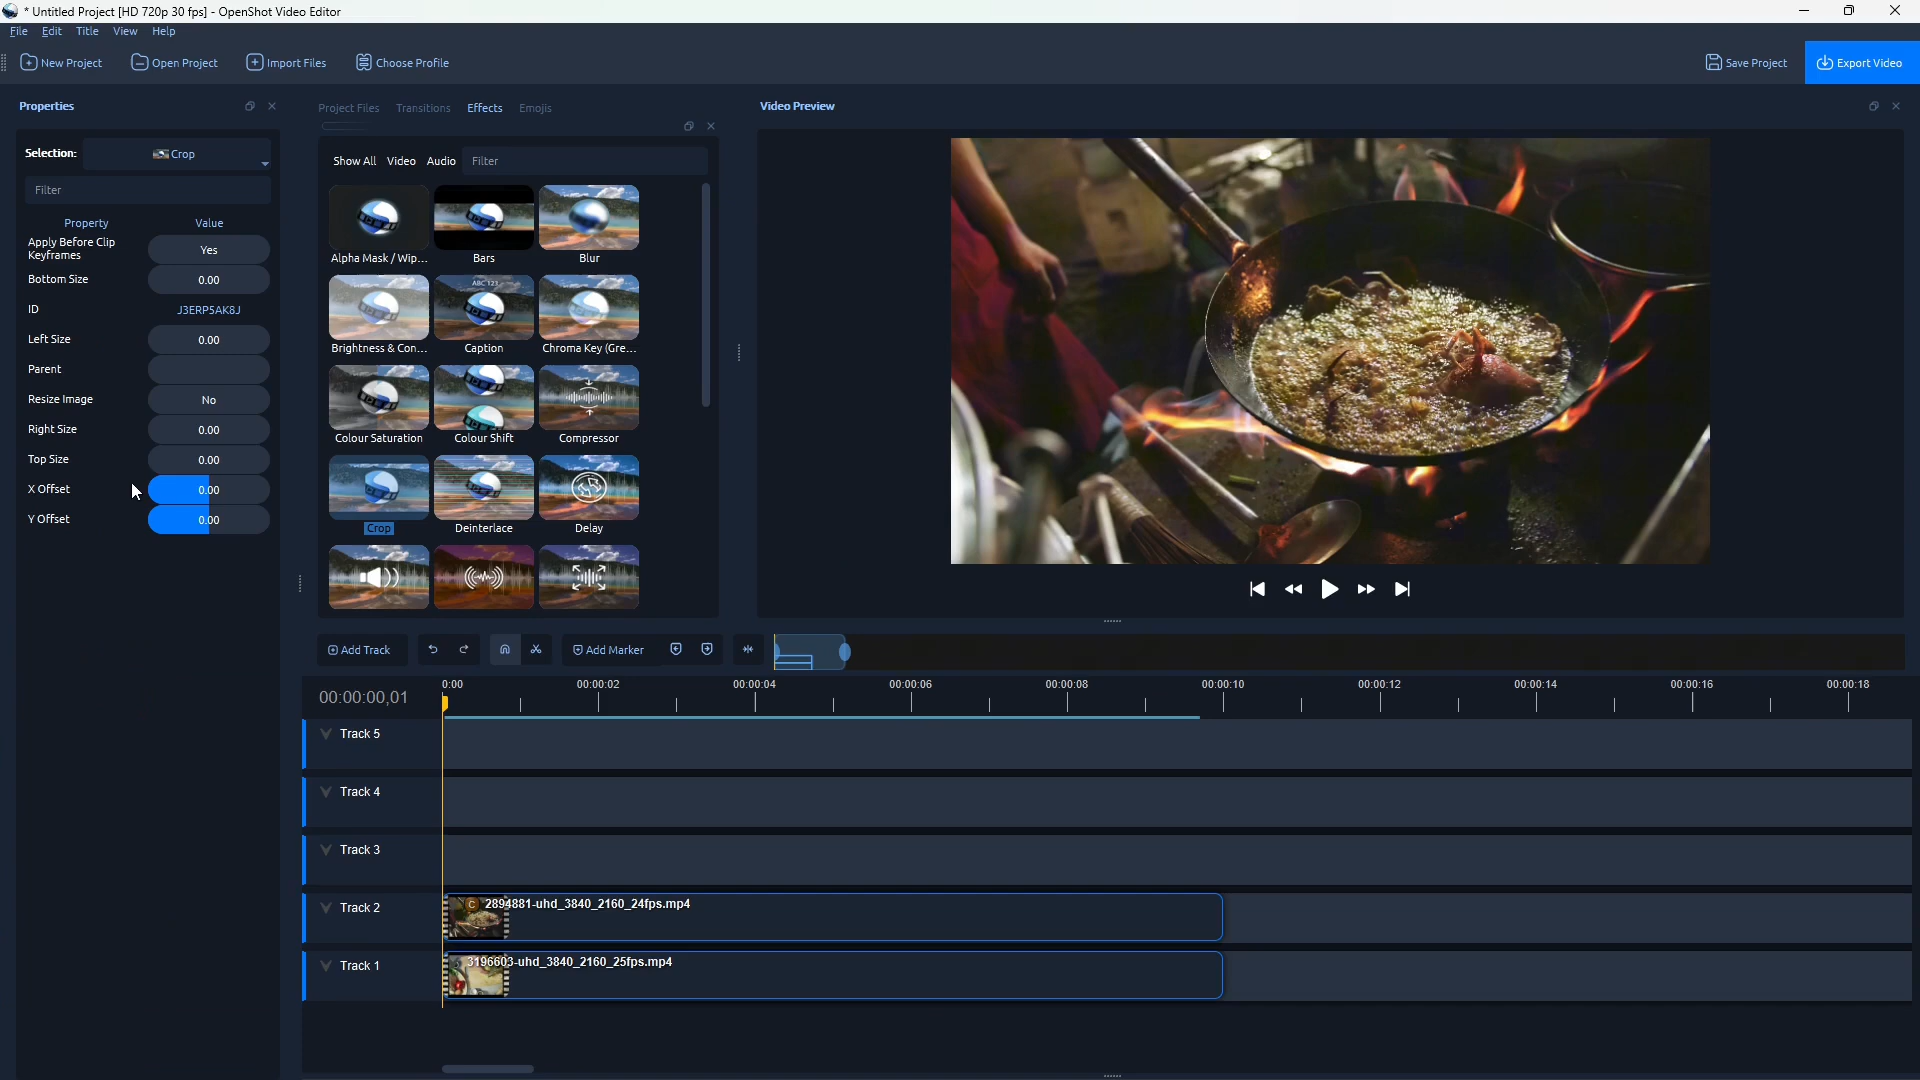 * Untitled Project [HD 720p 30 fps] - OpenShot Video Editor
File Edit Title View Help
New Project Open Project Import Files Choose Profile Save Project Export Video
Properties
Selection: Crop
Filter
Property Value
Apply Before Clip Keyframes Yes
Bottom Size 0.00
ID J3ERP5AK8J
Left Size 0.00
Parent
Resize Image No
Right Size 0.00
Top Size 0.00
X Offset 0.00
Y Offset 0.00
Project Files Transitions Effects Emojis
Show All Video Audio Filter
Alpha Mask / Wip... Bars Blur
ABC 123
Brightness & Con... Caption Chroma Key (Gre...
Colour Saturation Colour Shift Compressor
Crop Deinterlace Delay
Video Preview
Add Track Add Marker
00:00:00,01
0:00 00:00:02 00:00:04 00:00:06 00:00:08 00:00:10 00:00:12 00:00:14 00:00:16 00:00:18
Track 5
Track 4
Track 3
Track 2
C 2894881-uhd_3840_2160_24fps.mp4
Track 1
3196603-uhd_3840_2160_25fps.mp4